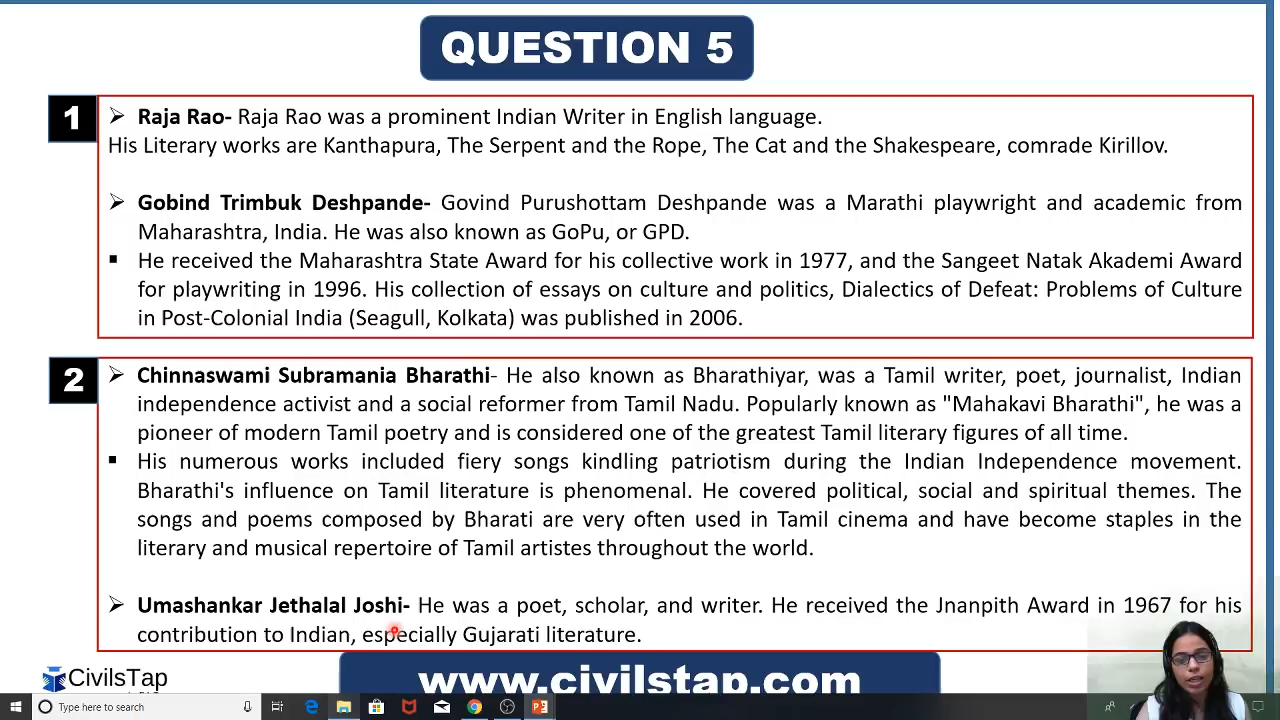 QUESTION 5
1
➢ Raja Rao- Raja Rao was a prominent Indian Writer in English language.
His Literary works are Kanthapura, The Serpent and the Rope, The Cat and the Shakespeare, comrade Kirillov.
➢ Gobind Trimbuk Deshpande- Govind Purushottam Deshpande was a Marathi playwright and academic from
Maharashtra, India. He was also known as GoPu, or GPD.
▪ He received the Maharashtra State Award for his collective work in 1977, and the Sangeet Natak Akademi Award
for playwriting in 1996. His collection of essays on culture and politics, Dialectics of Defeat: Problems of Culture
in Post-Colonial India (Seagull, Kolkata) was published in 2006.
2
➢ Chinnaswami Subramania Bharathi- He also known as Bharathiyar, was a Tamil writer, poet, journalist, Indian
independence activist and a social reformer from Tamil Nadu. Popularly known as "Mahakavi Bharathi", he was a
pioneer of modern Tamil poetry and is considered one of the greatest Tamil literary figures of all time.
▪ His numerous works included fiery songs kindling patriotism during the Indian Independence movement.
Bharathi's influence on Tamil literature is phenomenal. He covered political, social and spiritual themes. The
songs and poems composed by Bharati are very often used in Tamil cinema and have become staples in the
literary and musical repertoire of Tamil artistes throughout the world.
➢ Umashankar Jethalal Joshi- He was a poet, scholar, and writer. He received the Jnanpith Award in 1967 for his
contribution to Indian, especially Gujarati literature.
CivilsTap
www.civilstap.com
Type here to search